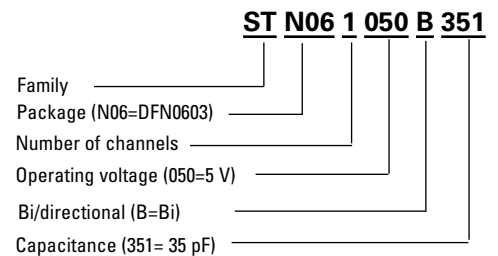 ST N06 1 050 B 351
Family
Package (N06=DFN0603)
Number of channels
Operating voltage (050=5 V)
Bi/directional (B=Bi)
Capacitance (351= 35 pF)